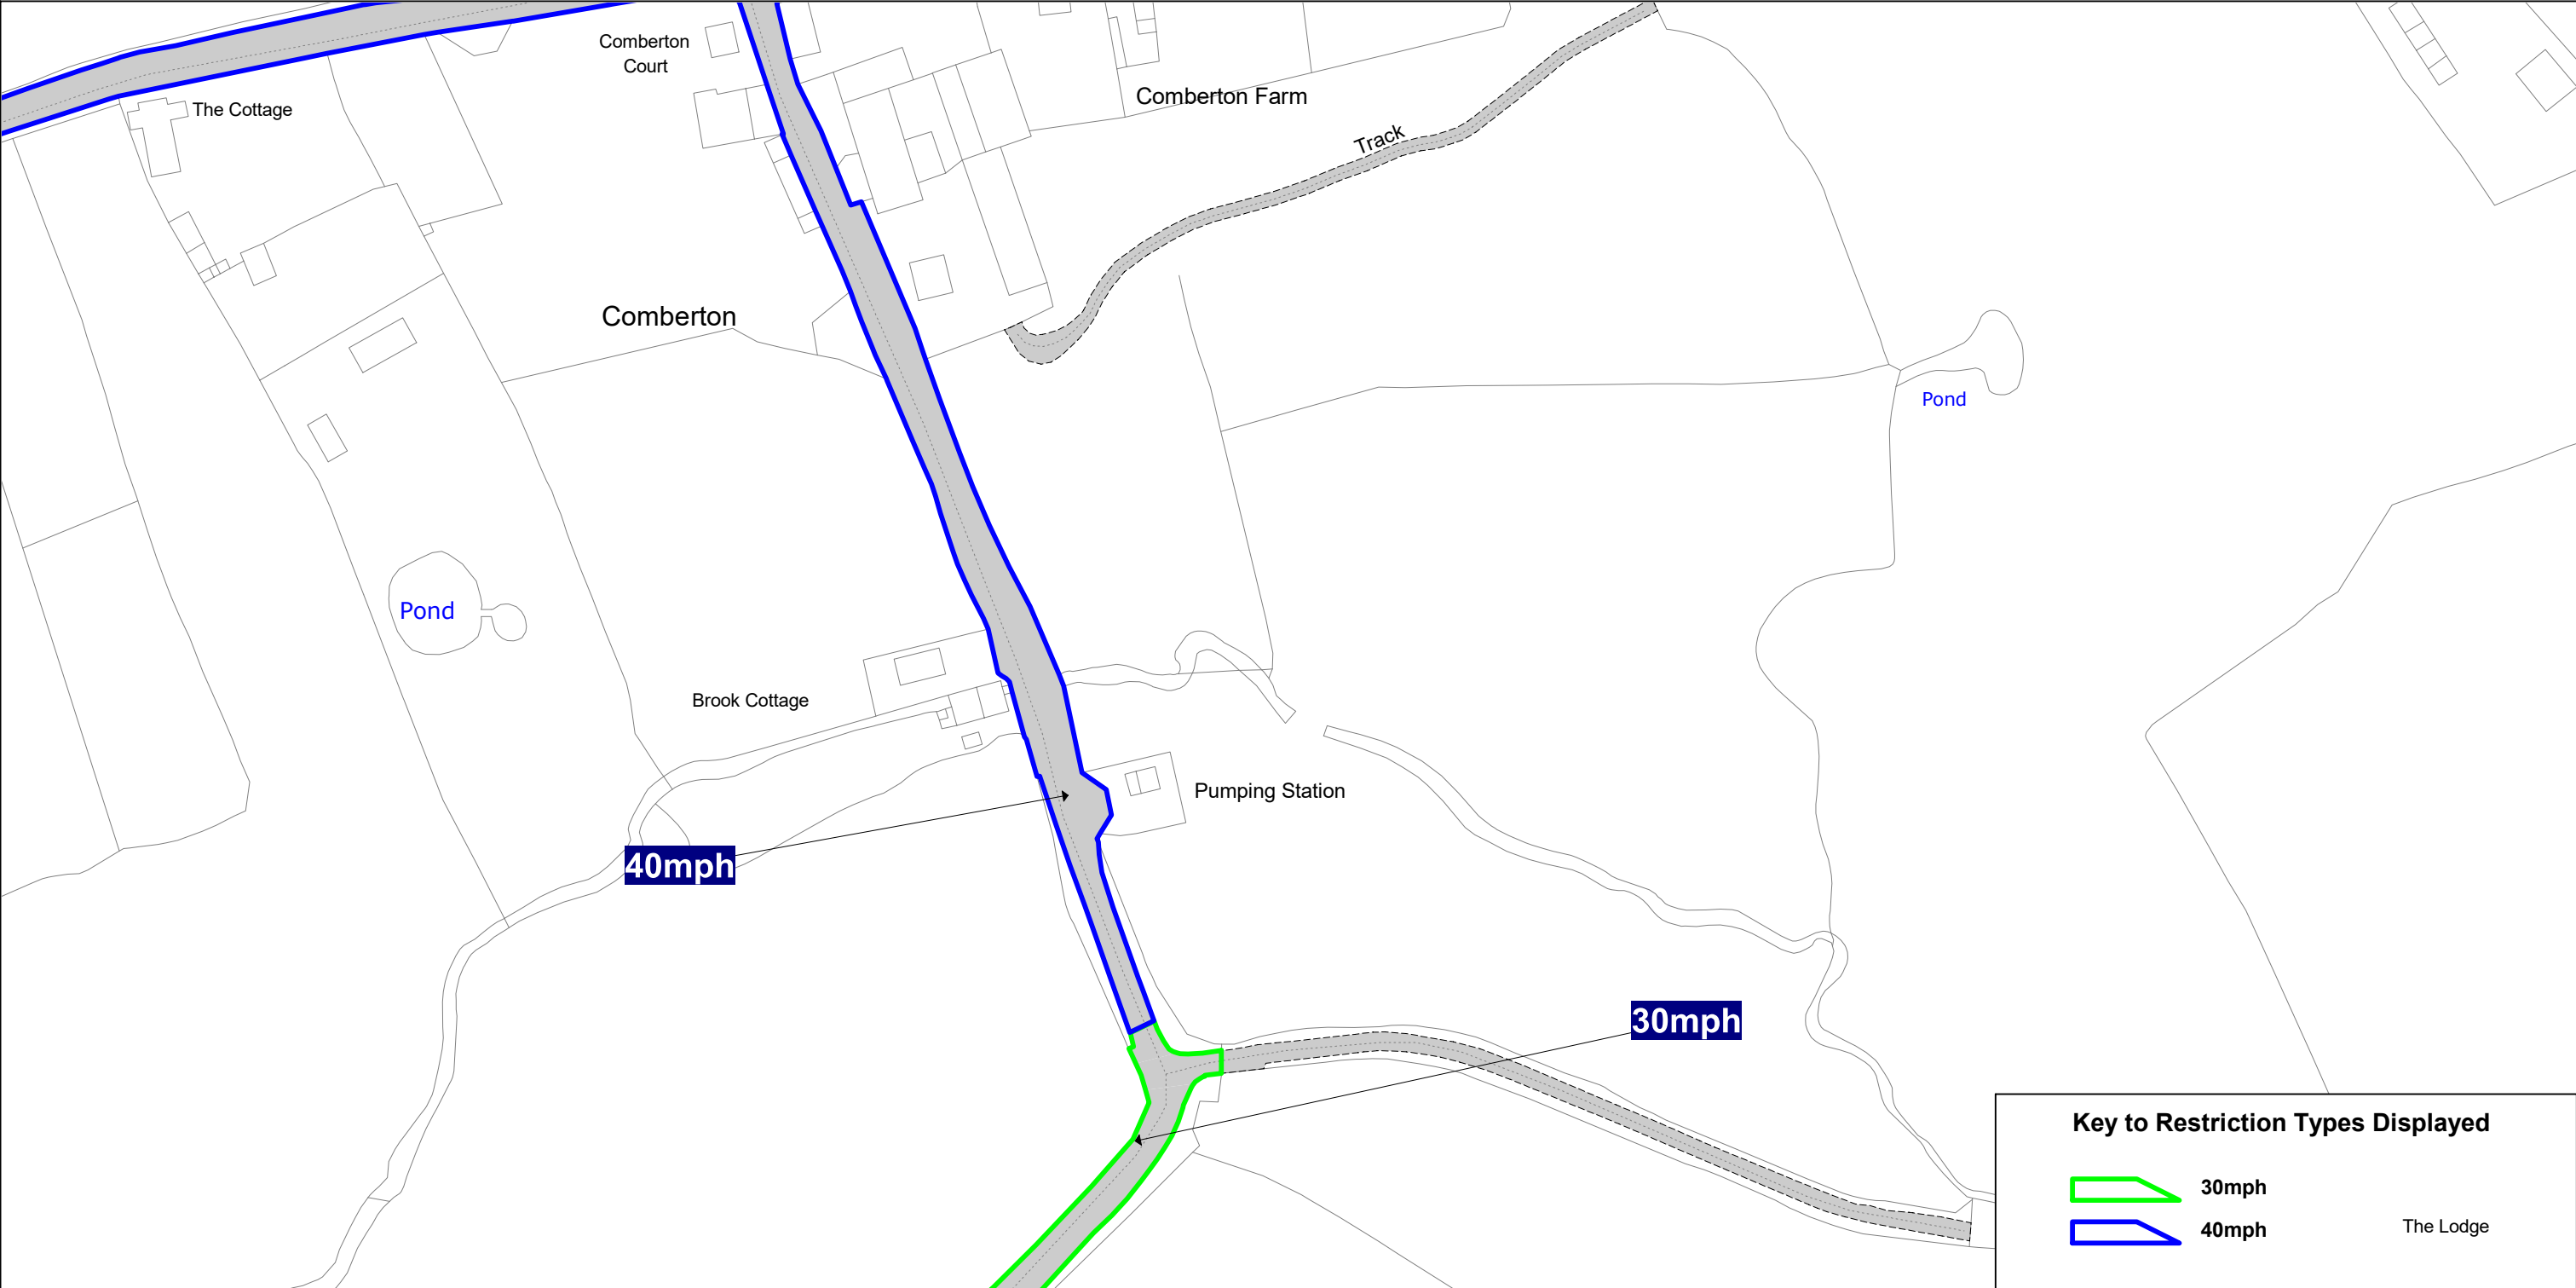 Comberton
Court
The Cottage
Comberton Farm
Track
Comberton
Pond
Pond
Brook Cottage
Pumping Station
40mph
30mph
Key to Restriction Types Displayed
30mph
40mph
The Lodge